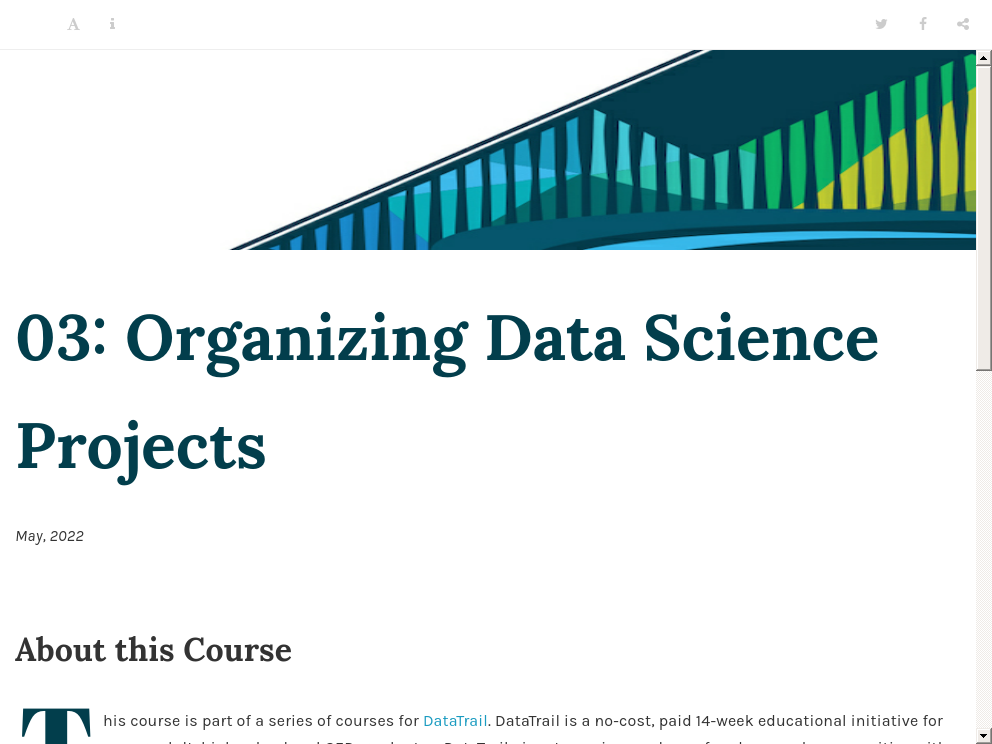 A i
03: Organizing Data Science
Projects
May, 2022
About this Course
This course is part of a series of courses for DataTrail. DataTrail is a no-cost, paid 14-week educational initiative for